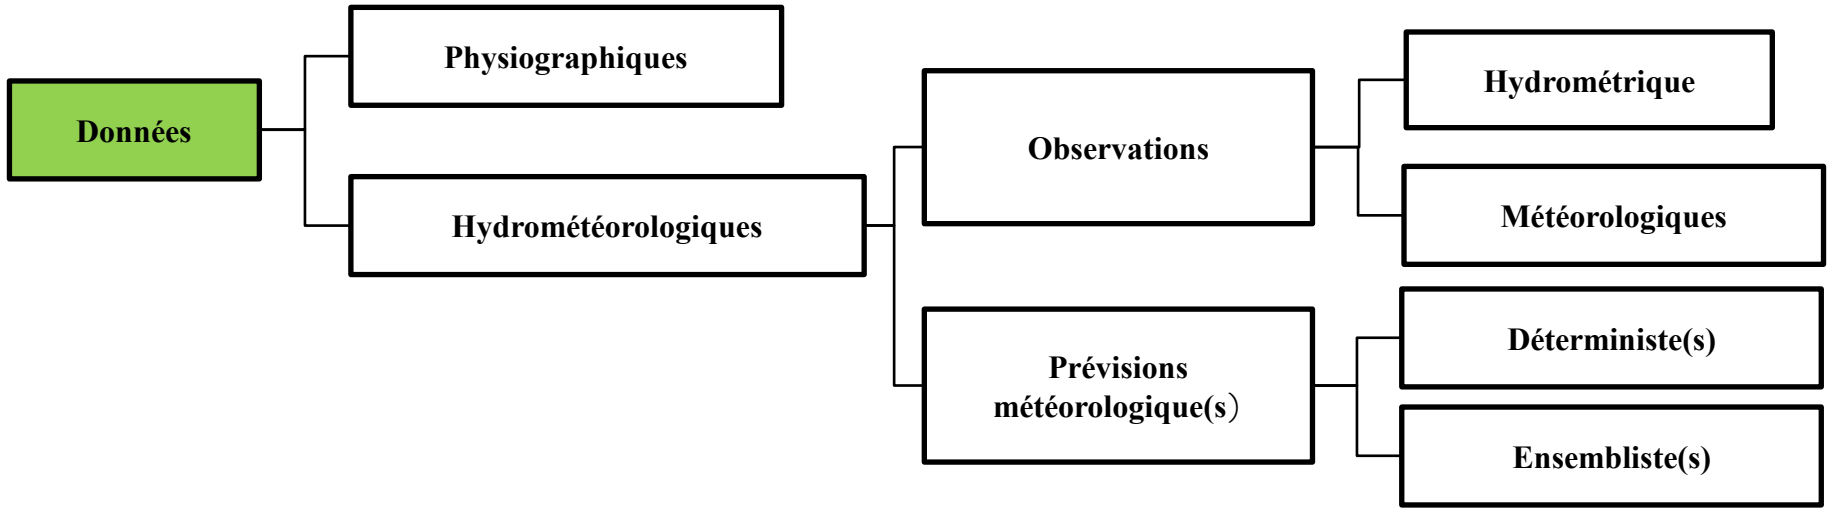 Données
Physiographiques
Hydrométéorologiques
Observations
Hydrométrique
Météorologiques
Prévisions
météorologique(s）
Déterministe(s)
Ensembliste(s)